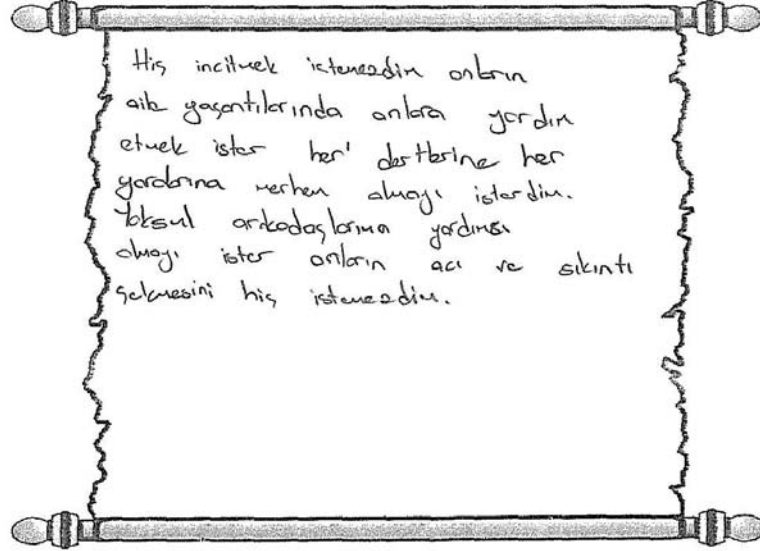 Hiç incitmek istemezdim onların
aile yaşantılarında onlara yardım
etmek ister her dertlerine her
yaralarına merhem olmayı isterdim.
Yoksul arkadaşlarıma yardımcı
olmayı ister onların acı ve sıkıntı
çekmesini hiç istemezdim.